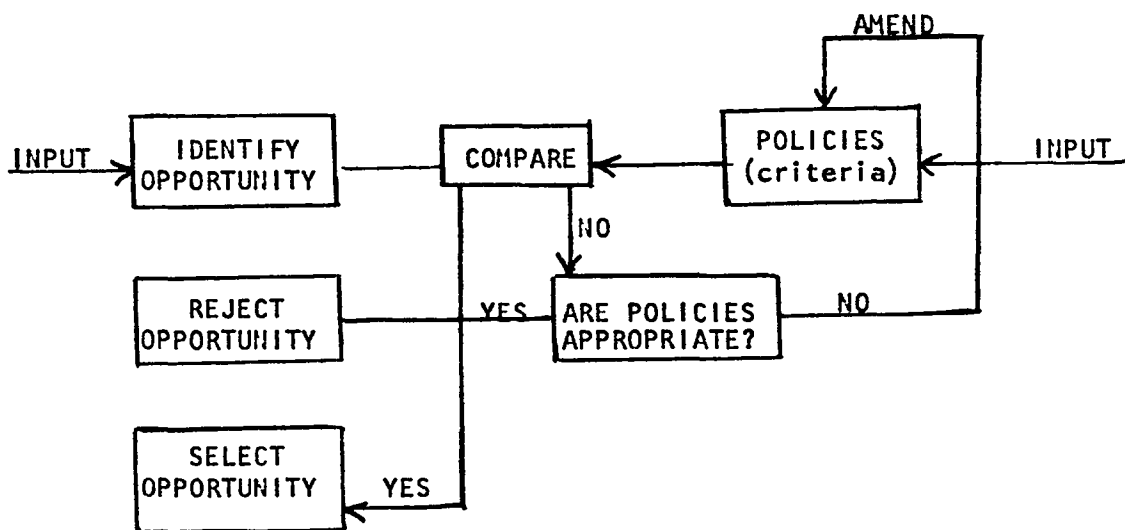 AMEND
INPUT
IDENTIFY
OPPORTUNITY
COMPARE
POLICIES
(criteria)
INPUT
NO
REJECT
OPPORTUNITY
YES
ARE POLICIES
APPROPRIATE?
NO
SELECT
OPPORTUNITY
YES